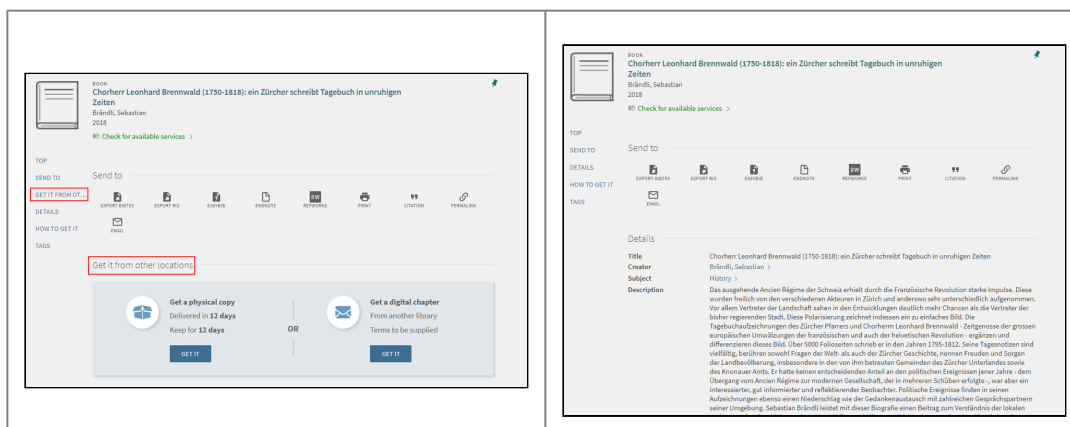 BOOK
Chorherr Leonhard Brennwald (1750-1818): ein Zürcher schreibt Tagebuch in unruhigen
Zeiten
Brändli, Sebastian
2018
Check for available services >
TOP
SEND TO
GET IT FROM OT...
DETAILS
HOW TO GET IT
TAGS
Send to
EXPORT BIBTEX
EXPORT RIS
EASYBIB
ENDNOTE
RW
REFWORKS
PRINT
CITATION
PERMALINK
EMAIL
Get it from other locations
Get a physical copy
Delivered in 12 days
Keep for 12 days
GET IT
OR
Get a digital chapter
From another library
Terms to be supplied
GET IT
BOOK
Chorherr Leonhard Brennwald (1750-1818): ein Zürcher schreibt Tagebuch in unruhigen
Zeiten
Brändli, Sebastian
2018
Check for available services >
TOP
SEND TO
DETAILS
HOW TO GET IT
TAGS
Send to
EXPORT BIBTEX
EXPORT RIS
EASYBIB
ENDNOTE
RW
REFWORKS
PRINT
CITATION
PERMALINK
EMAIL
Details
Title Chorherr Leonhard Brennwald (1750-1818): ein Zürcher schreibt Tagebuch in unruhigen Zeiten
Creator Brändli, Sebastian >
Subject History >
Description Das ausgehende Ancien Régime der Schweiz erhielt durch die Französische Revolution starke Impulse. Diese
wurden freilich von den verschiedenen Akteuren in Zürich und anderswo sehr unterschiedlich aufgenommen.
Vor allem Vertreter der Landschaft sahen in den Entwicklungen deutlich mehr Chancen als die Vertreter der
bisher regierenden Stadt. Diese Polarisierung zeichnet indessen ein zu einfaches Bild. Die
Tagebuchaufzeichnungen des Zürcher Pfarrers und Chorherrn Leonhard Brennwald - Zeitgenosse der grossen
europäischen Umwälzungen der französischen und auch der helvetischen Revolution - ergänzen und
differenzieren dieses Bild. Über 5000 Folioseiten schrieb er in den Jahren 1795-1812. Seine Tagesnotizen sind
vielfältig, berühren sowohl Fragen der Welt- als auch der Zürcher Geschichte, nennen Freuden und Sorgen
der Landbevölkerung, insbesondere in den von ihm betreuten Gemeinden des Zürcher Unterlandes sowie
des Knonauer Amts. Er hatte keinen entscheidenden Anteil an den politischen Ereignissen jener Jahre - dem
Übergang vom Ancien Régime zur modernen Gesellschaft, der in mehreren Schüben erfolgte -, war aber ein
interessierter, gut informierter und reflektierender Beobachter. Politische Ereignisse finden in seinen
Aufzeichnungen ebenso einen Niederschlag wie der Gedankenaustausch mit zahlreichen Gesprächspartnern
seiner Umgebung. Sebastian Brändli leistet mit dieser Biografie einen Beitrag zum Verständnis der lokalen